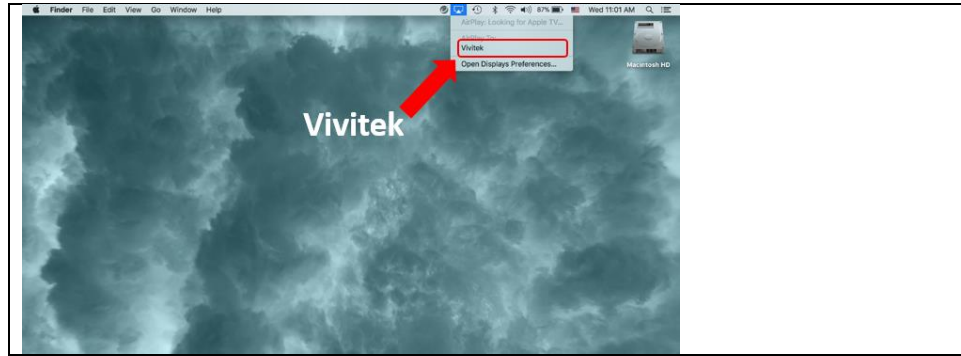 Finder File Edit View Go Window Help 87% Wed 11:01 AM
AirPlay: Looking for Apple TV...
AirPlay To:
Vivitek
Open Displays Preferences...
Macintosh HD
Vivitek